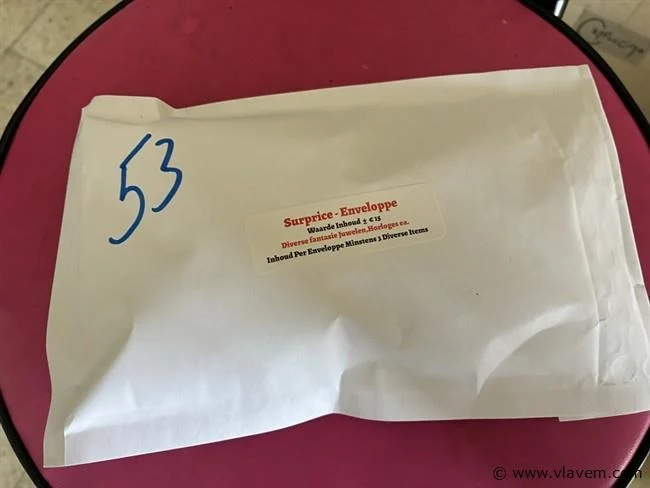 53
Surprice - Enveloppe
Waarde Inhoud ± € 15
Diverse fantasie Juwelen,Horloges ea.
Inhoud Per Enveloppe Minstens 3 Diverse Items
© www.vlavem.com